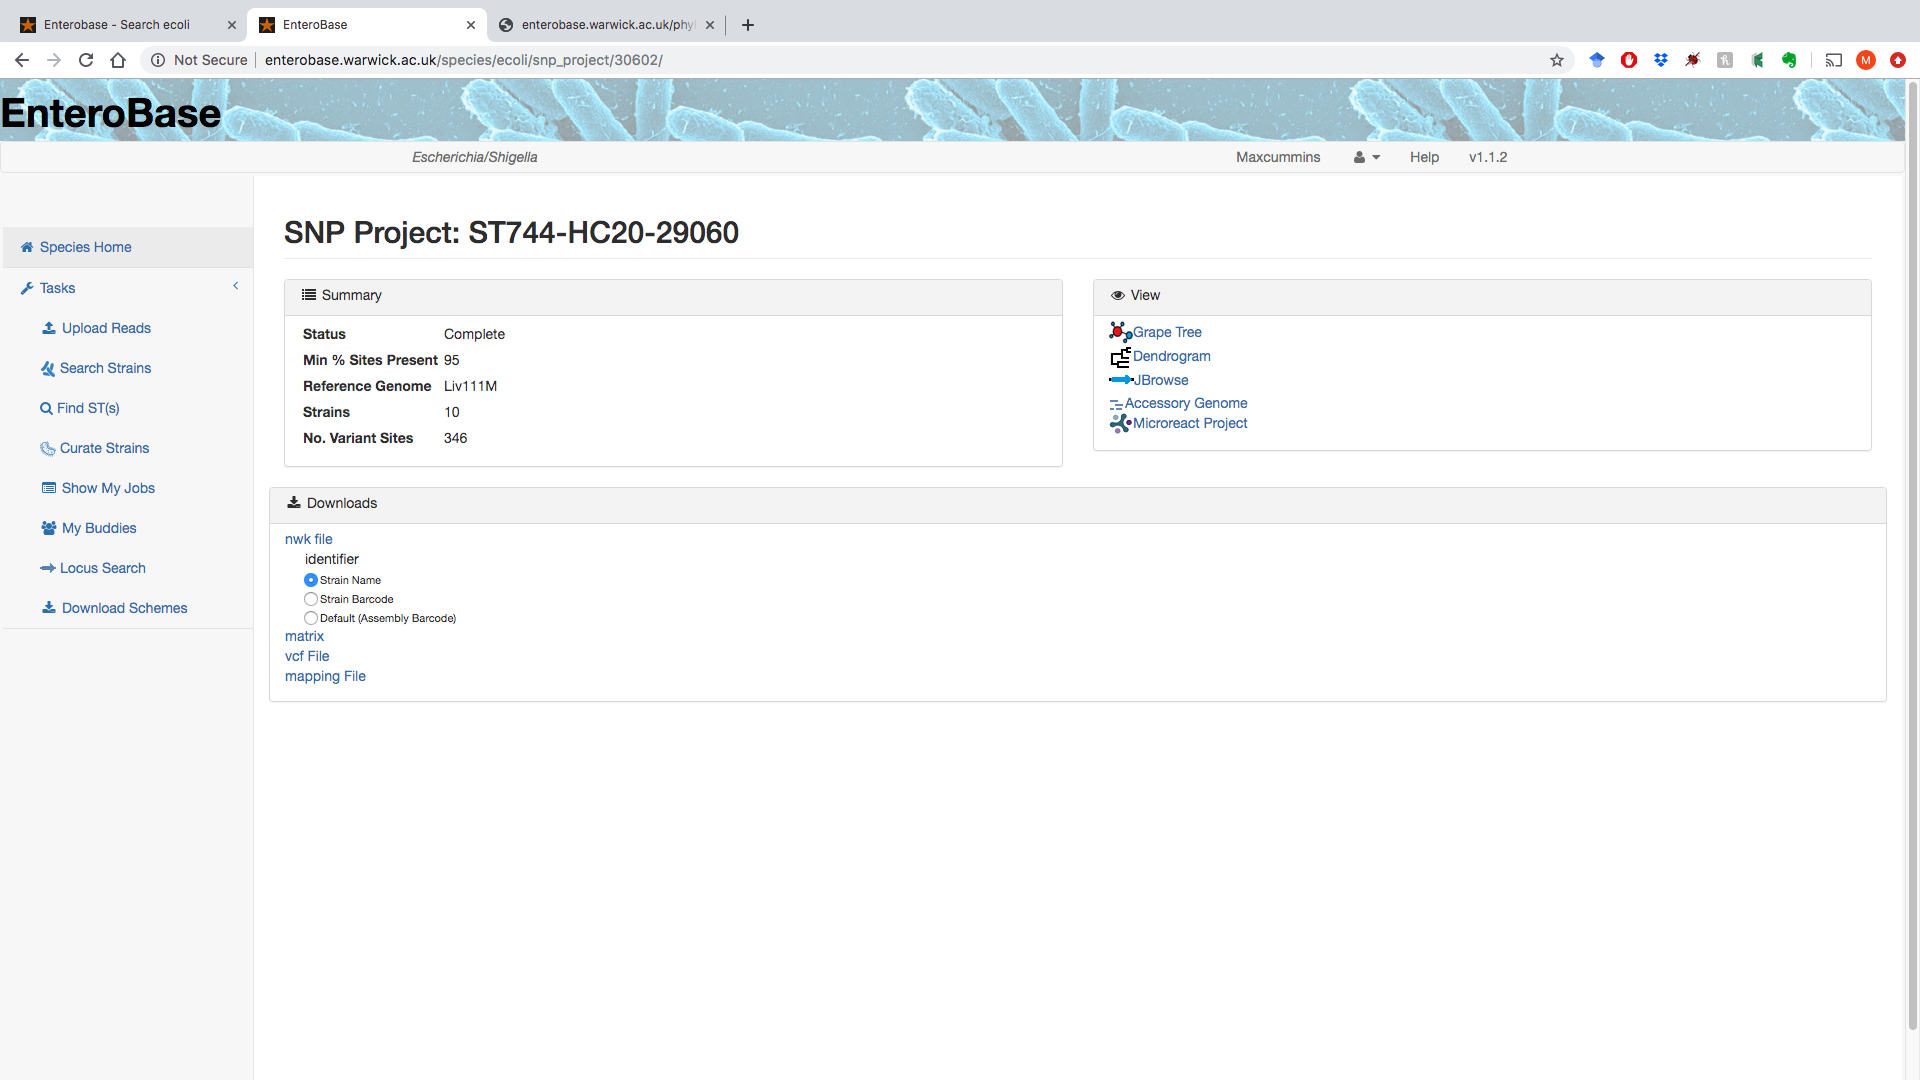 Enterobase - Search ecoli
EnteroBase
enterobase.warwick.ac.uk/phyl
Not Secure
enterobase.warwick.ac.uk/species/ecoli/snp_project/30602/
M
EnteroBase
Escherichia/Shigella
Maxcummins
Help
v1.1.2
Species Home
Tasks
Upload Reads
Search Strains
Find ST(s)
Curate Strains
Show My Jobs
My Buddies
Locus Search
Download Schemes
SNP Project: ST744-HC20-29060
Summary
Status Complete
Min % Sites Present 95
Reference Genome Liv111M
Strains 10
No. Variant Sites 346
View
Grape Tree
Dendrogram
JBrowse
Accessory Genome
Microreact Project
Downloads
nwk file
identifier
Strain Name
Strain Barcode
Default (Assembly Barcode)
matrix
vcf File
mapping File